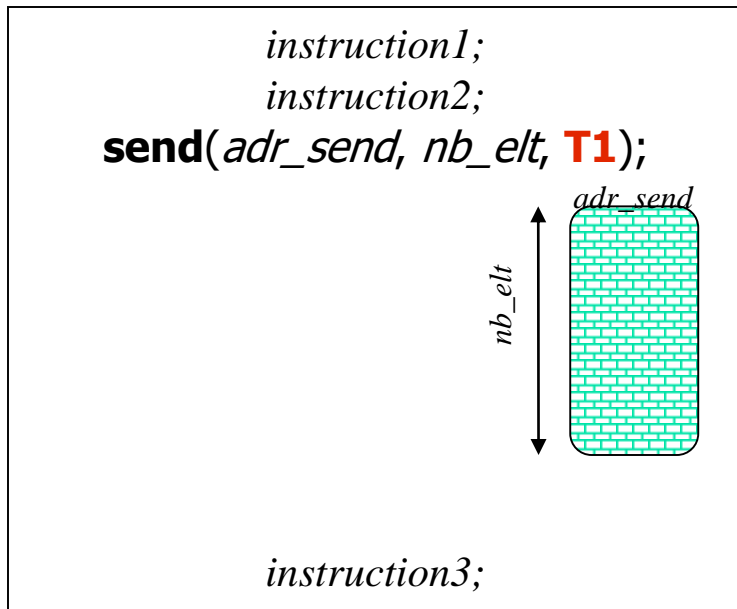 instruction1;
instruction2;
send(adr_send, nb_elt, T1);
adr_send
nb_elt
instruction3;